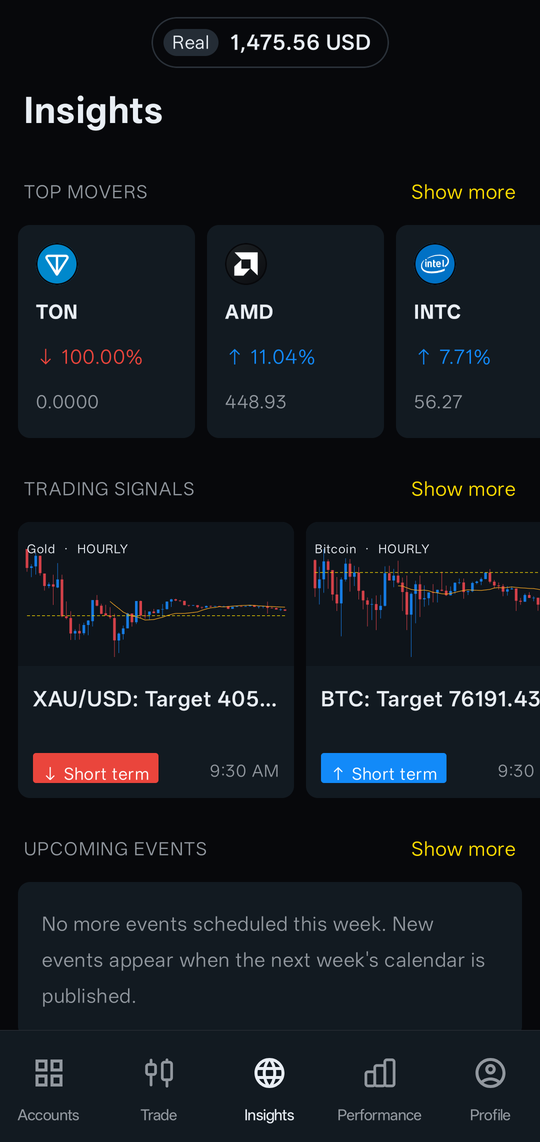 Real 1,475.56 USD
Insights
TOP MOVERS Show more
TON
↓ 100.00%
0.0000
AMD
↑ 11.04%
448.93
intel
INTC
↑ 7.71%
56.27
TRADING SIGNALS Show more
Gold · HOURLY
XAU/USD: Target 405...
↓ Short term 9:30 AM
Bitcoin · HOURLY
BTC: Target 76191.43
↑ Short term 9:30
UPCOMING EVENTS Show more
No more events scheduled this week. New
events appear when the next week's calendar is
published.
Accounts Trade Insights Performance Profile